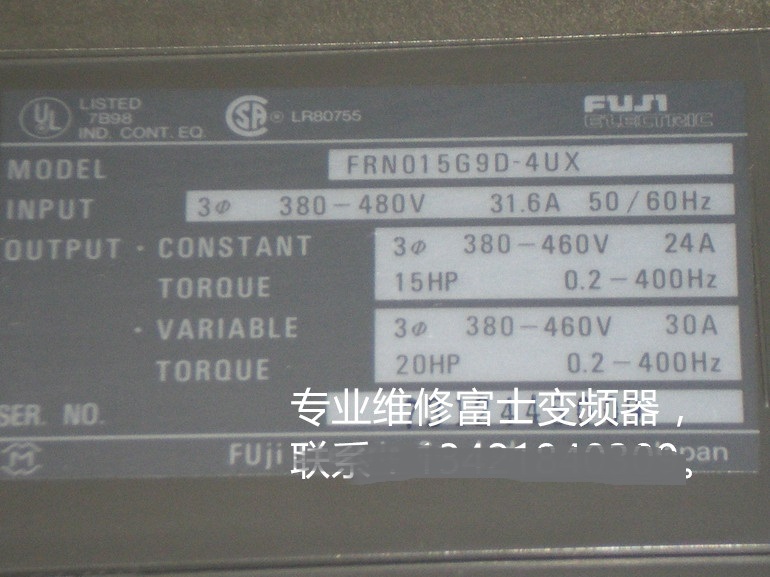 UL LISTED
7B98
IND. CONT. EQ.
SA ® LR80755
FUJI
ELECTRIC
MODEL FRN015G9D-4UX
INPUT 3Φ 380-480V 31.6A 50/60Hz
OUTPUT · CONSTANT TORQUE 3Φ 380-460V 24A
15HP 0.2-400Hz
· VARIABLE TORQUE 3Φ 380-460V 30A
20HP 0.2-400Hz
SER. NO.
专业维修富士变频器，
FUji
联系